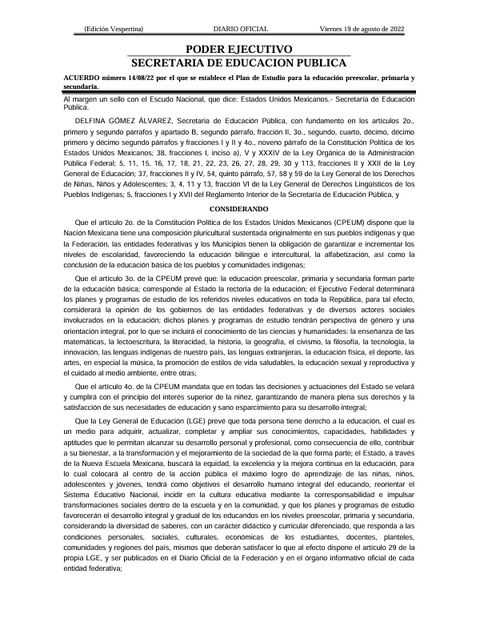 (Edición Vespertina) DIARIO OFICIAL Viernes 19 de agosto de 2022
PODER EJECUTIVO
SECRETARIA DE EDUCACION PUBLICA
ACUERDO número 14/08/22 por el que se establece el Plan de Estudio para la educación preescolar, primaria y
secundaria.
Al margen un sello con el Escudo Nacional, que dice: Estados Unidos Mexicanos.- Secretaría de Educación
Pública.
DELFINA GÓMEZ ÁLVAREZ, Secretaria de Educación Pública, con fundamento en los artículos 2o.,
primero y segundo párrafos y apartado B, segundo párrafo, fracción II, 3o., segundo, cuarto, décimo, décimo
primero y décimo segundo párrafos y fracciones I y II y 4o., noveno párrafo de la Constitución Política de los
Estados Unidos Mexicanos; 38, fracciones I, inciso a), V y XXXIV de la Ley Orgánica de la Administración
Pública Federal; 5, 11, 15, 16, 17, 18, 21, 22, 23, 26, 27, 28, 29, 30 y 113, fracciones II y XXII de la Ley
General de Educación; 37, fracciones II y IV, 54, quinto párrafo, 57, 58 y 59 de la Ley General de los Derechos
de Niñas, Niños y Adolescentes; 3, 4, 11 y 13, fracción VI de la Ley General de Derechos Lingüísticos de los
Pueblos Indígenas; 5, fracciones I y XVII del Reglamento Interior de la Secretaría de Educación Pública, y
CONSIDERANDO
Que el artículo 2o. de la Constitución Política de los Estados Unidos Mexicanos (CPEUM) dispone que la
Nación Mexicana tiene una composición pluricultural sustentada originalmente en sus pueblos indígenas y que
la Federación, las entidades federativas y los Municipios tienen la obligación de garantizar e incrementar los
niveles de escolaridad, favoreciendo la educación bilingüe e intercultural, la alfabetización, así como la
conclusión de la educación básica de los pueblos y comunidades indígenas;
Que el artículo 3o. de la CPEUM prevé que: la educación preescolar, primaria y secundaria forman parte
de la educación básica; corresponde al Estado la rectoría de la educación; el Ejecutivo Federal determinará
los planes y programas de estudio de los referidos niveles educativos en toda la República, para tal efecto,
considerará la opinión de los gobiernos de las entidades federativas y de diversos actores sociales
involucrados en la educación; dichos planes y programas de estudio tendrán perspectiva de género y una
orientación integral, por lo que se incluirá el conocimiento de las ciencias y humanidades: la enseñanza de las
matemáticas, la lectoescritura, la literacidad, la historia, la geografía, el civismo, la filosofía, la tecnología, la
innovación, las lenguas indígenas de nuestro país, las lenguas extranjeras, la educación física, el deporte, las
artes, en especial la música, la promoción de estilos de vida saludables, la educación sexual y reproductiva y
el cuidado al medio ambiente, entre otras;
Que el artículo 4o. de la CPEUM mandata que en todas las decisiones y actuaciones del Estado se velará
y cumplirá con el principio del interés superior de la niñez, garantizando de manera plena sus derechos y la
satisfacción de sus necesidades de educación y sano esparcimiento para su desarrollo integral;
Que la Ley General de Educación (LGE) prevé que toda persona tiene derecho a la educación, el cual es
un medio para adquirir, actualizar, completar y ampliar sus conocimientos, capacidades, habilidades y
aptitudes que le permitan alcanzar su desarrollo personal y profesional, como consecuencia de ello, contribuir
a su bienestar, a la transformación y el mejoramiento de la sociedad de la que forma parte; el Estado, a través
de la Nueva Escuela Mexicana, buscará la equidad, la excelencia y la mejora continua en la educación, para
lo cual colocará al centro de la acción pública el máximo logro de aprendizaje de las niñas, niños,
adolescentes y jóvenes, tendrá como objetivos el desarrollo humano integral del educando, reorientar el
Sistema Educativo Nacional, incidir en la cultura educativa mediante la corresponsabilidad e impulsar
transformaciones sociales dentro de la escuela y en la comunidad, y que los planes y programas de estudio
favorecerán el desarrollo integral y gradual de los educandos en los niveles preescolar, primaria y secundaria,
considerando la diversidad de saberes, con un carácter didáctico y curricular diferenciado, que responda a las
condiciones personales, sociales, culturales, económicas de los estudiantes, docentes, planteles,
comunidades y regiones del país, mismos que deberán satisfacer lo que al efecto dispone el artículo 29 de la
propia LGE, y ser publicados en el Diario Oficial de la Federación y en el órgano informativo oficial de cada
entidad federativa;